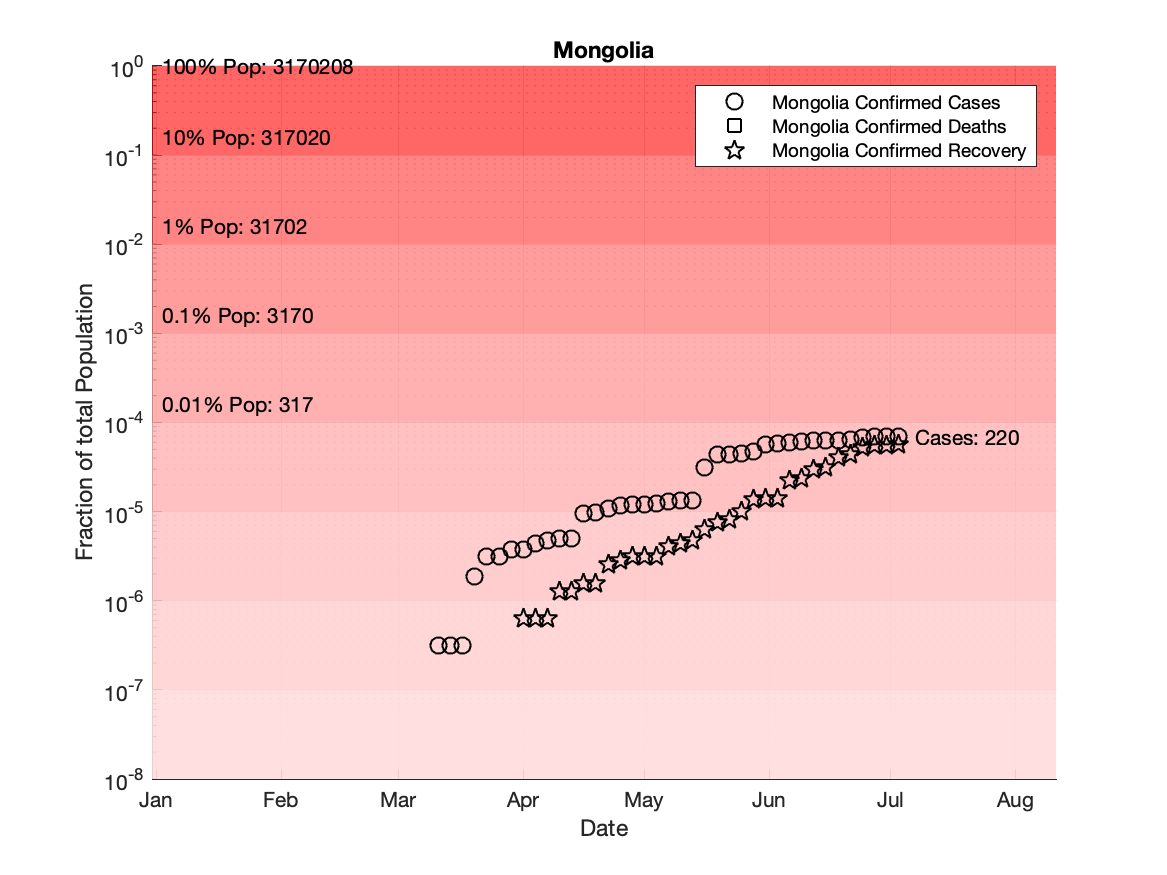 Mongolia
10^0
100% Pop: 3170208
Mongolia Confirmed Cases
Mongolia Confirmed Deaths
Mongolia Confirmed Recovery
10% Pop: 317020
10^-1
1% Pop: 31702
10^-2
0.1% Pop: 3170
10^-3
0.01% Pop: 317
10^-4
Cases: 220
10^-5
10^-6
10^-7
10^-8
Fraction of total Population
Jan Feb Mar Apr May Jun Jul Aug
Date